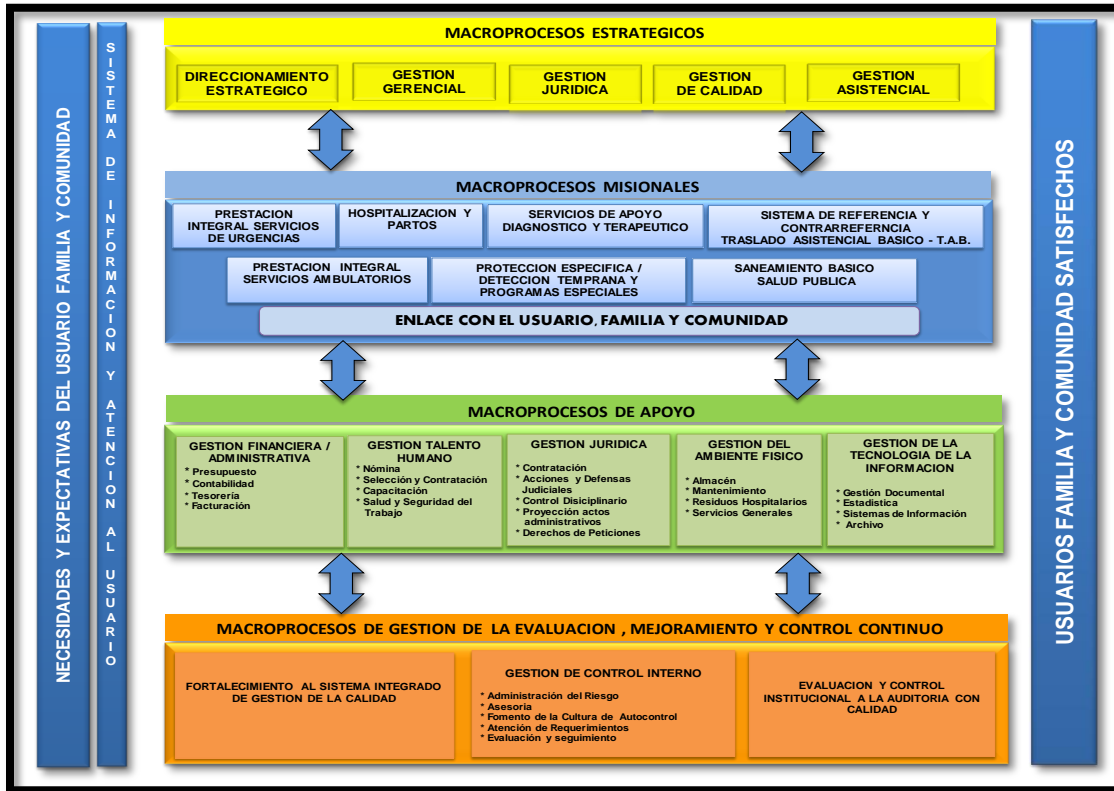 NECESIDADES Y EXPECTATIVAS DEL USUARIO FAMILIA Y COMUNIDAD
SISTEMA DE INFORMACION Y ATENCION AL USUARIO
MACROPROCESOS ESTRATEGICOS
DIRECCIONAMIENTO
ESTRATEGICO
GESTION
GERENCIAL
GESTION
JURIDICA
GESTION
DE CALIDAD
GESTION
ASISTENCIAL
MACROPROCESOS MISIONALES
PRESTACION
INTEGRAL SERVICIOS
DE URGENCIAS
HOSPITALIZACION Y
PARTOS
SERVICIOS DE APOYO
DIAGNOSTICO Y TERAPEUTICO
SISTEMA DE REFERENCIA Y
CONTRARREFERNCIA
TRASLADO ASISTENCIAL BASICO - T.A.B.
PRESTACION INTEGRAL
SERVICIOS AMBULATORIOS
PROTECCION ESPECIFICA /
DETECCION TEMPRANA Y
PROGRAMAS ESPECIALES
SANEAMIENTO BASICO
SALUD PUBLICA
ENLACE CON EL USUARIO, FAMILIA Y COMUNIDAD
MACROPROCESOS DE APOYO
GESTION FINANCIERA /
ADMINISTRATIVA
* Presupuesto
* Contabilidad
* Tesorería
* Facturación
GESTION TALENTO
HUMANO
* Nómina
* Selección y Contratación
* Capacitación
* Salud y Seguridad del
Trabajo
GESTION JURIDICA
* Contratación
* Acciones y Defensas
Judiciales
* Control Disiciplinario
* Proyección actos
administrativos
* Derechos de Peticiones
GESTION DEL
AMBIENTE FISICO
* Almacén
* Mantenimiento
* Residuos Hospitalarios
* Servicios Generales
GESTION DE LA
TECNOLOGIA DE LA
INFORMACION
* Gestión Documental
* Estadistica
* Sistemas de Información
* Archivo
MACROPROCESOS DE GESTION DE LA EVALUACION , MEJORAMIENTO Y CONTROL CONTINUO
FORTALECIMIENTO AL SISTEMA INTEGRADO
DE GESTION DE LA CALIDAD
GESTION DE CONTROL INTERNO
* Administración del Riesgo
* Asesoria
* Fomento de la Cultura de Autocontrol
* Atención de Requerimientos
* Evaluación y seguimiento
EVALUACION Y CONTROL
INSTITUCIONAL A LA AUDITORIA CON
CALIDAD
USUARIOS FAMILIA Y COMUNIDAD SATISFECHOS